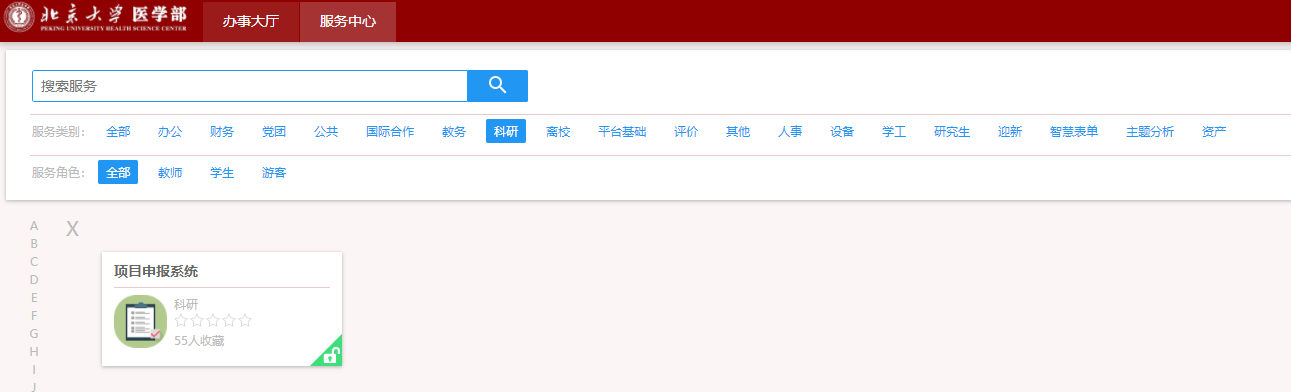 北京大学医学部
PEKING UNIVERSITY HEALTH SCIENCE CENTER
办事大厅 服务中心
搜索服务
服务类别： 全部 办公 财务 党团 公共 国际合作 教务 科研 离校 平台基础 评价 其他 人事 设备 学工 研究生 迎新 智慧表单 主题分析 资产
服务角色： 全部 教师 学生 游客
A
B
C
D
E
F
G
H
I
J
X
项目申报系统
科研
55人收藏